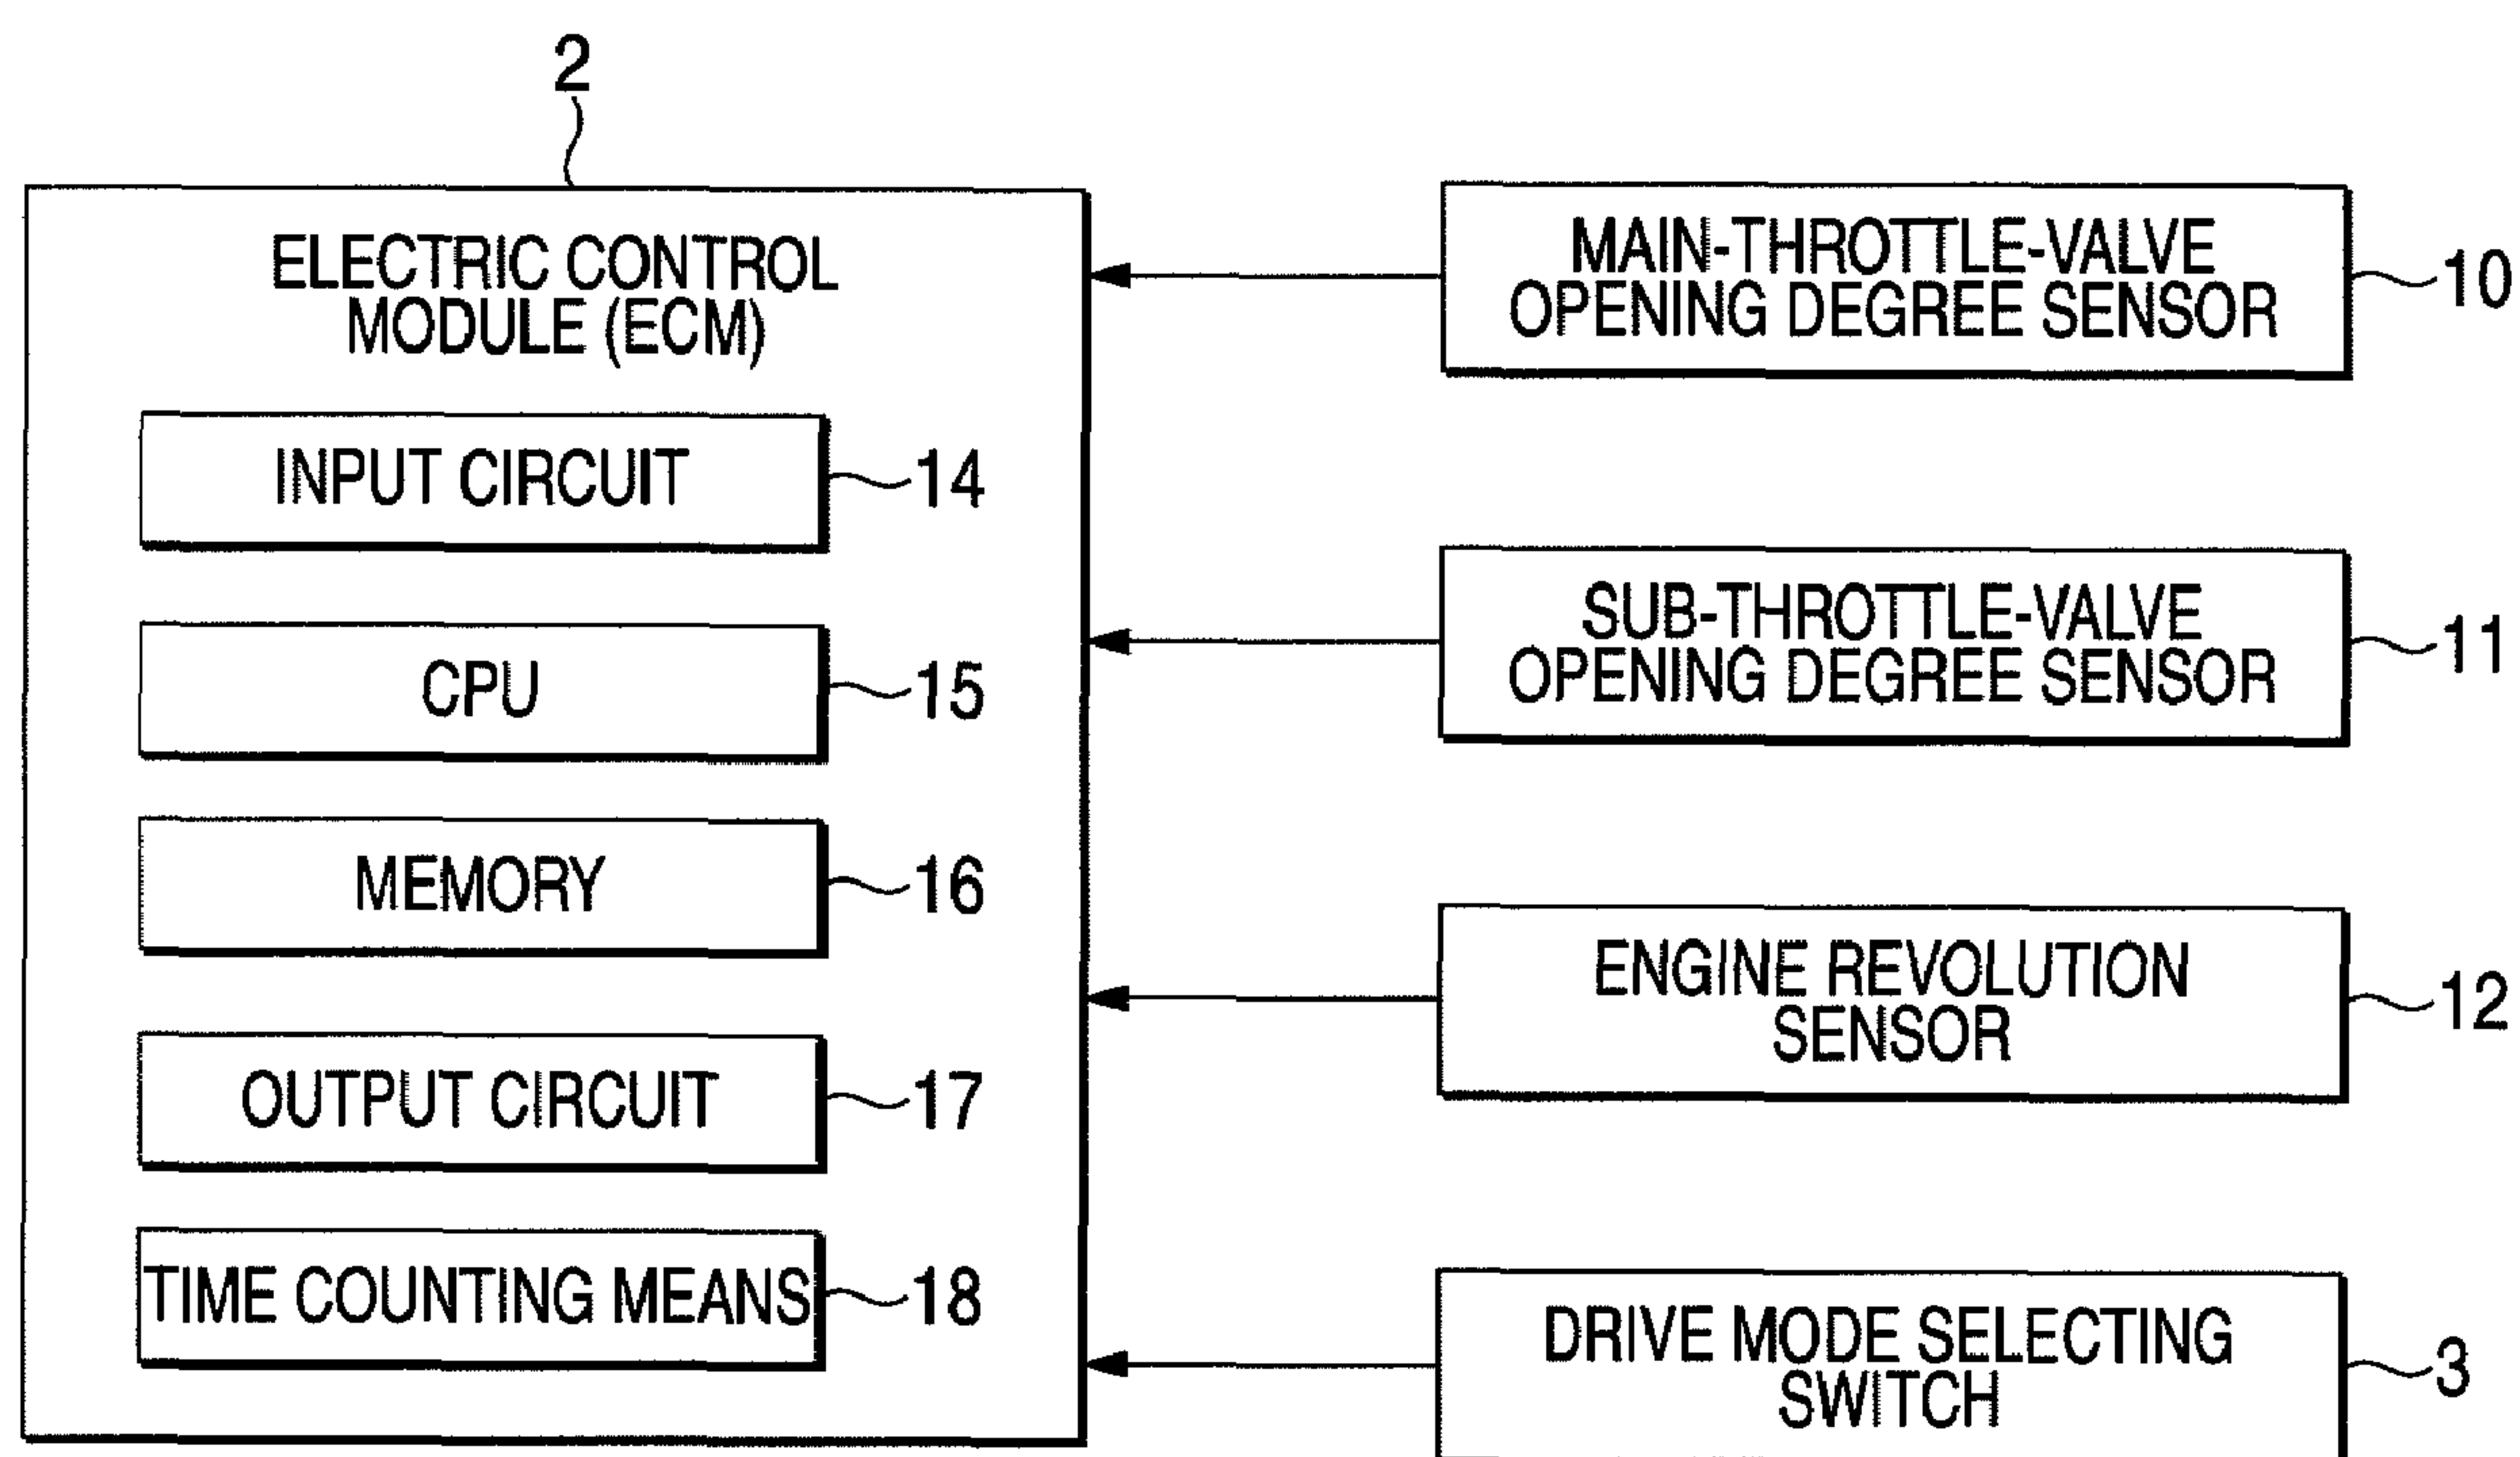 2
ELECTRIC CONTROL
MODULE (ECM)
INPUT CIRCUIT
14
CPU
15
MEMORY
16
OUTPUT CIRCUIT
17
TIME COUNTING MEANS
18
MAIN-THROTTLE-VALVE
OPENING DEGREE SENSOR
10
SUB-THROTTLE-VALVE
OPENING DEGREE SENSOR
11
ENGINE REVOLUTION
SENSOR
12
DRIVE MODE SELECTING
SWITCH
3